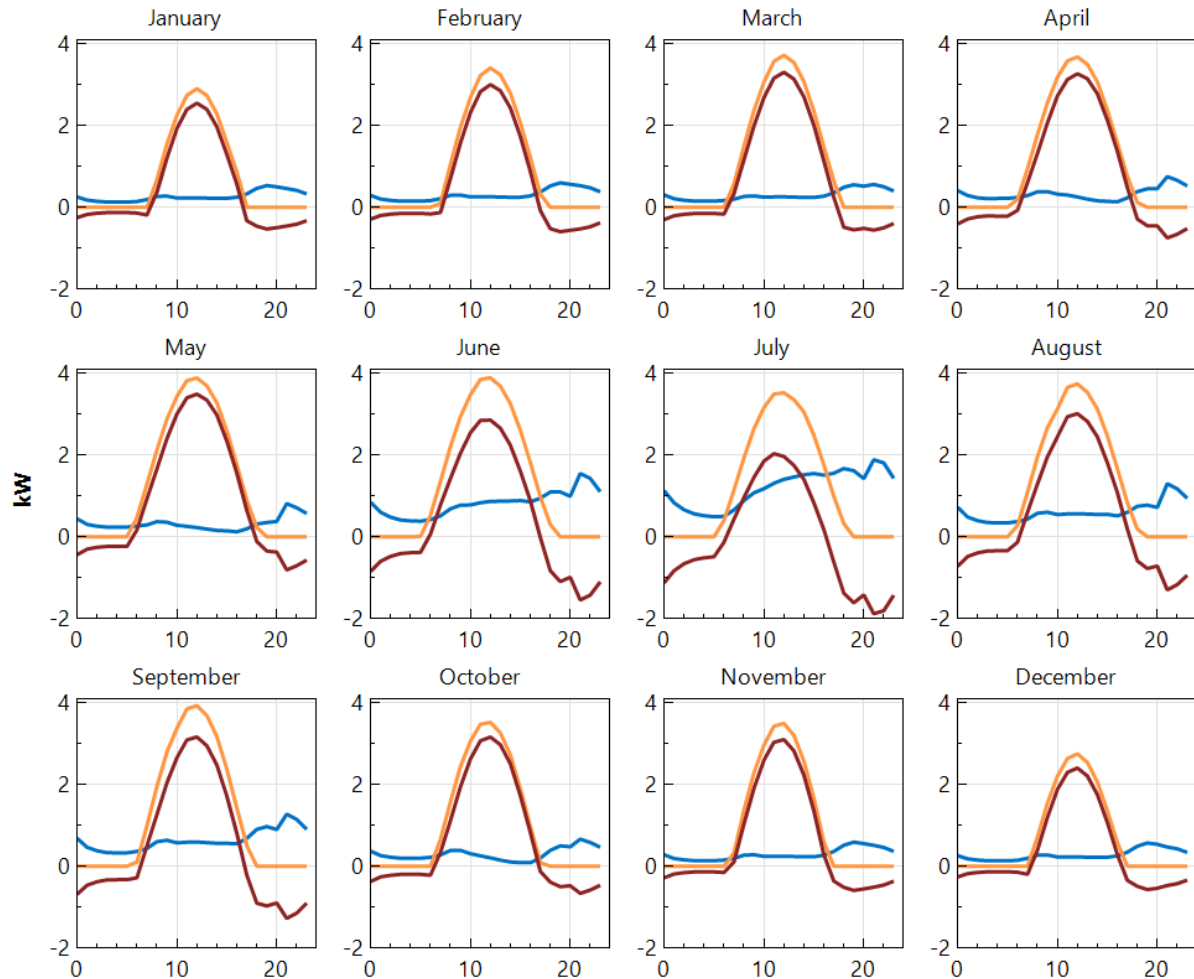 January February March April
4 4 4 4
2 2 2 2
0 0 0 0
-2 -2 -2 -2
0 10 20 0 10 20 0 10 20 0 10 20
May June July August
4 4 4 4
2 2 2 2
kW
0 0 0 0
-2 -2 -2 -2
0 10 20 0 10 20 0 10 20 0 10 20
September October November December
4 4 4 4
2 2 2 2
0 0 0 0
-2 -2 -2 -2
0 10 20 0 10 20 0 10 20 0 10 20